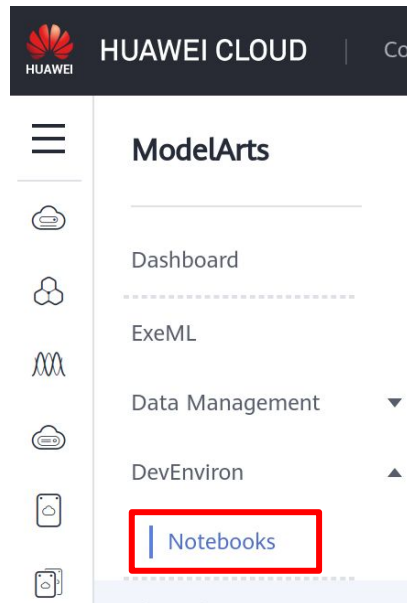 HUAWEI
HUAWEI CLOUD
Co
ModelArts
Dashboard
ExeML
Data Management
DevEnviron
Notebooks